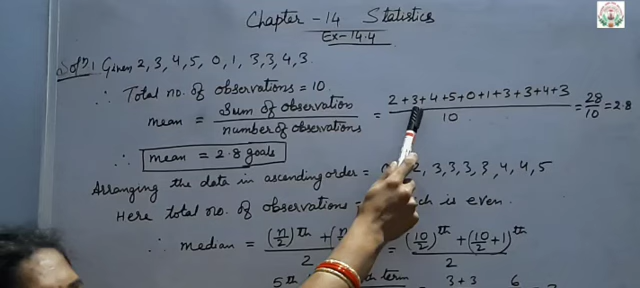 Chapter-14 Statistics
Ex-14.4
Solⁿ1 Given 2, 3, 4, 5, 0, 1, 3, 3, 4, 3
∴ Total no. of observations = 10
mean = Sum of observation / number of observations = 2+3+4+5+0+1+3+3+4+3 / 10 = 28/10 = 2.8
∴ mean = 2.8 goals
Arranging the data in ascending order = 2, 3, 3, 3, 3, 4, 4, 5
Here total no. of observations = which is even.
∴ median = (n/2)th + (n / 2 = (10/2)th + (10/2 + 1)th / 2
5th term 3+3 6